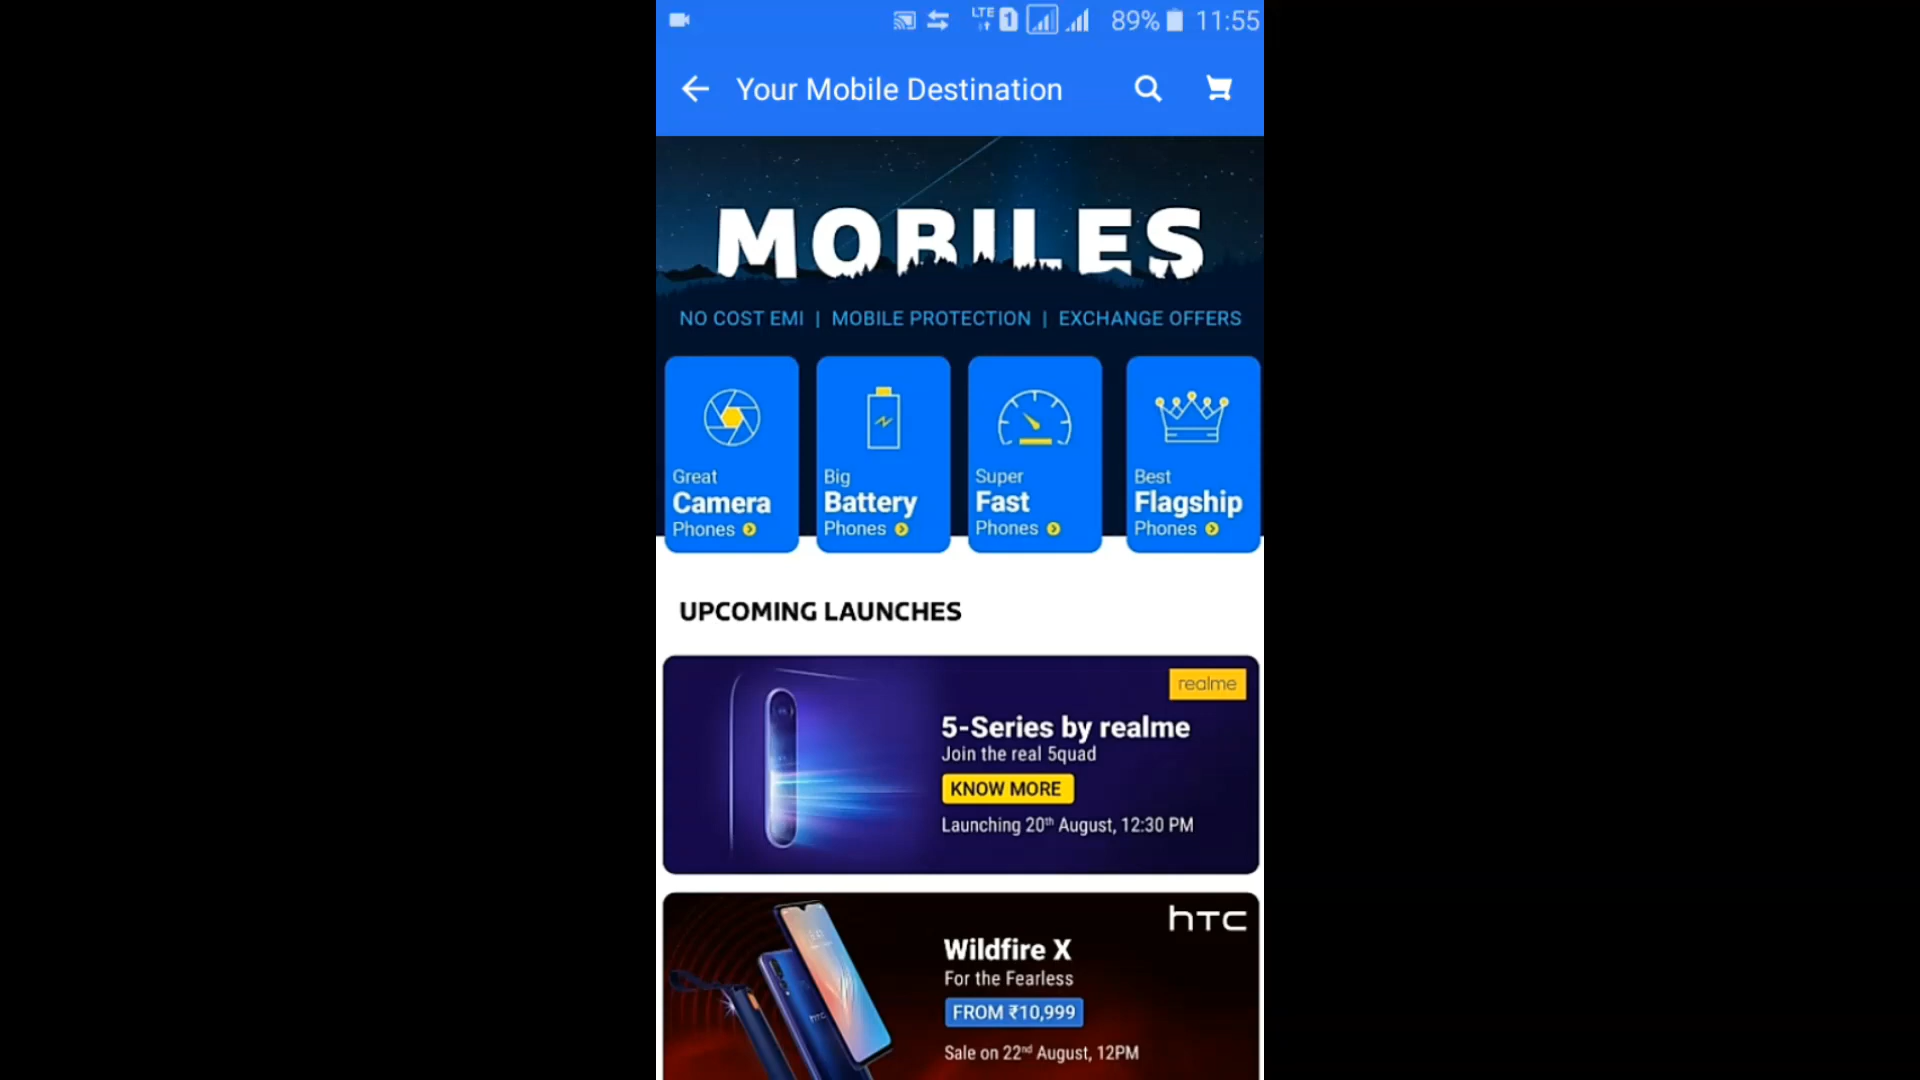 LTE 1 89% 11:55
Your Mobile Destination
MOBILES
NO COST EMI | MOBILE PROTECTION | EXCHANGE OFFERS
Great
Camera
Phones
Big
Battery
Phones
Super
Fast
Phones
Best
Flagship
Phones
UPCOMING LAUNCHES
realme
5-Series by realme
Join the real 5quad
KNOW MORE
Launching 20th August, 12:30 PM
hTC
Wildfire X
For the Fearless
FROM ₹10,999
Sale on 22nd August, 12PM
hTC